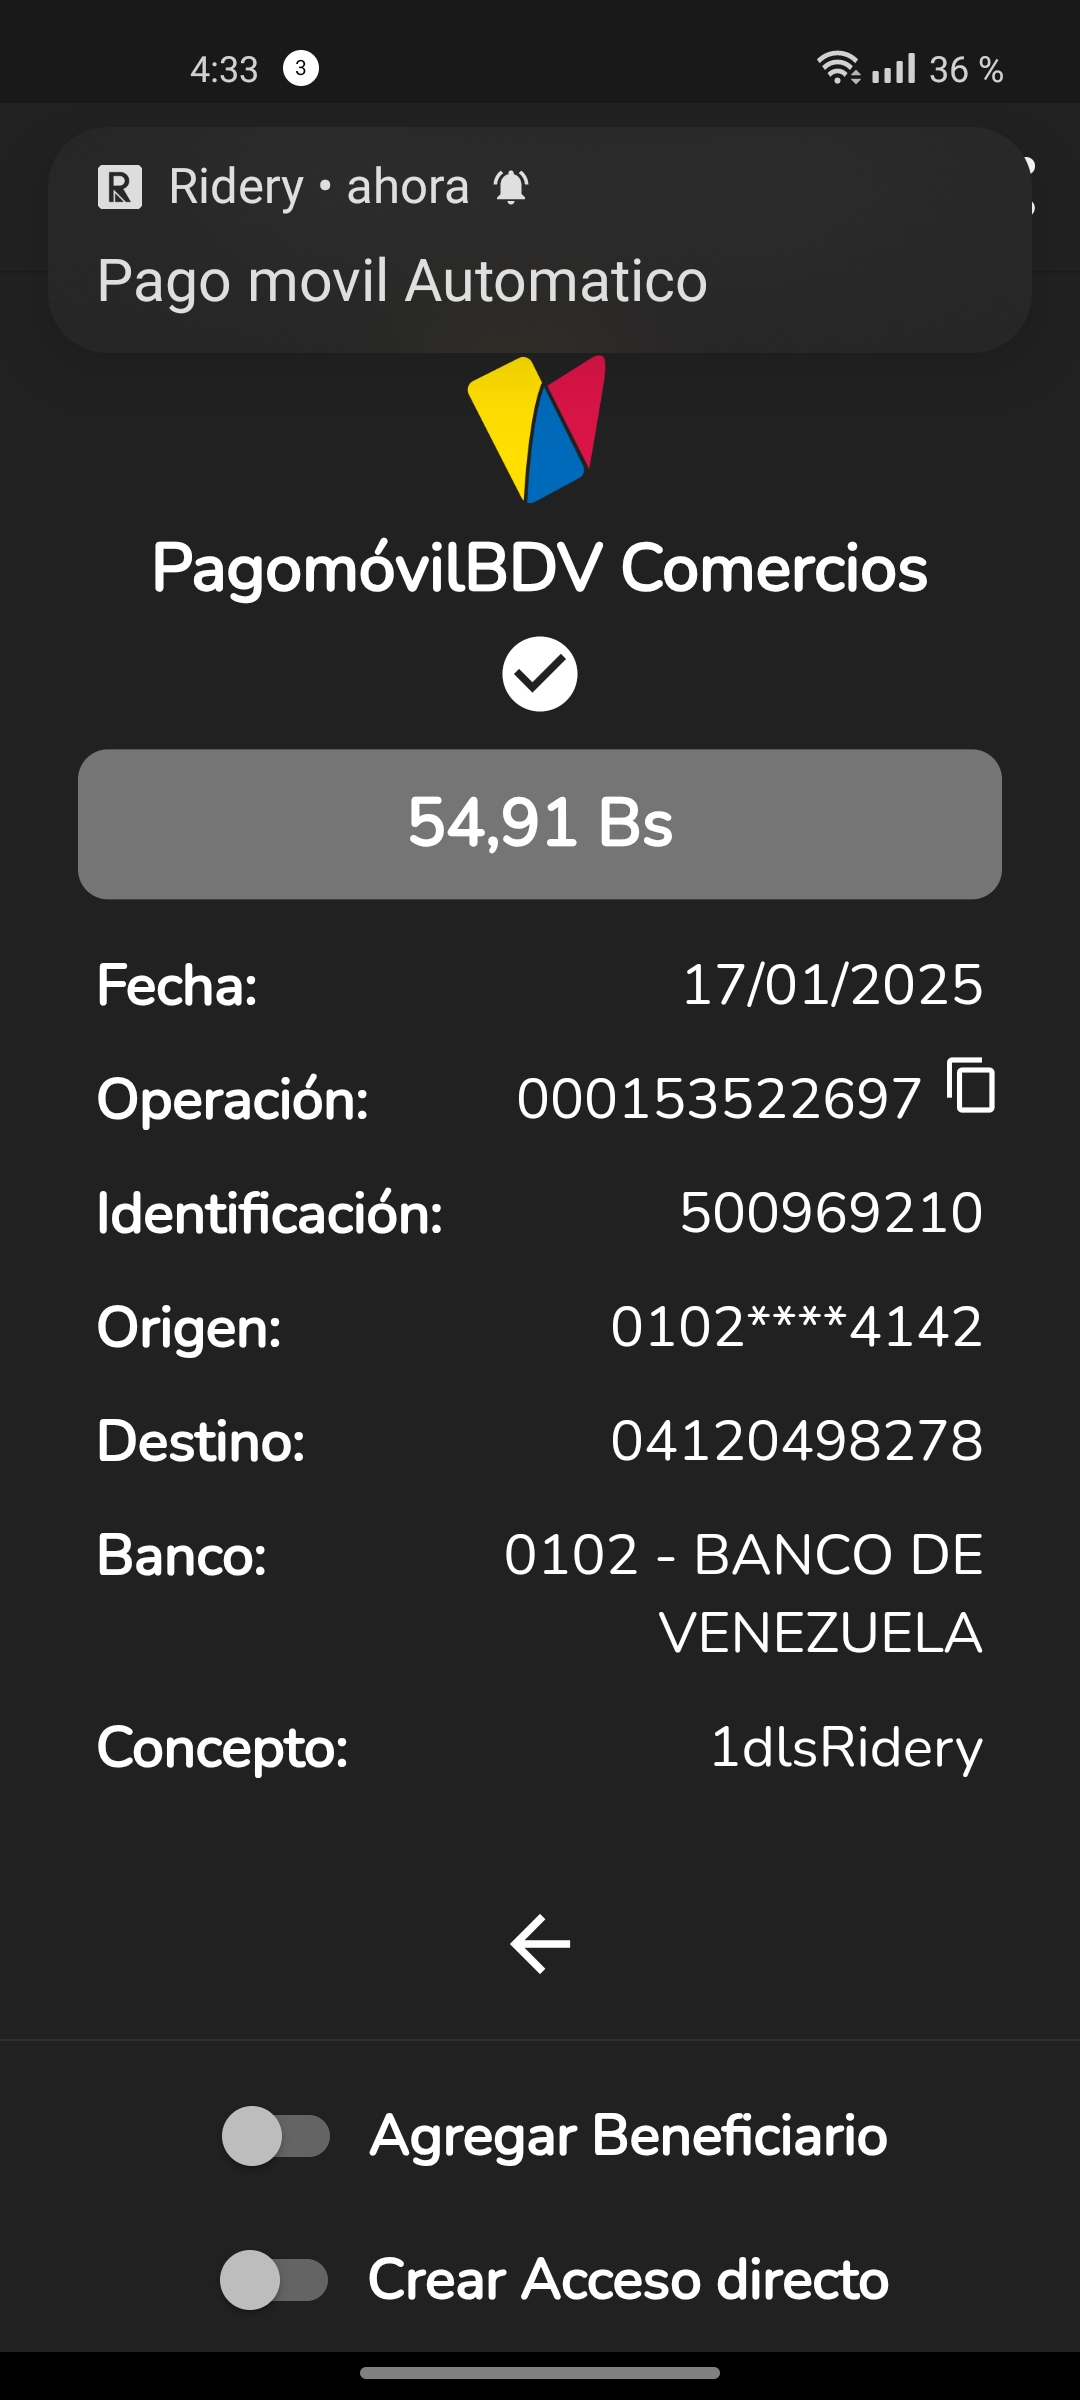 4:33 3 36 %
Ridery • ahora
Pago movil Automatico
PagomóvilBDV Comercios
54,91 Bs
Fecha: 17/01/2025
Operación: 000153522697
Identificación: 500969210
Origen: 0102****4142
Destino: 04120498278
Banco: 0102 - BANCO DE
VENEZUELA
Concepto: 1dlsRidery
Agregar Beneficiario
Crear Acceso directo